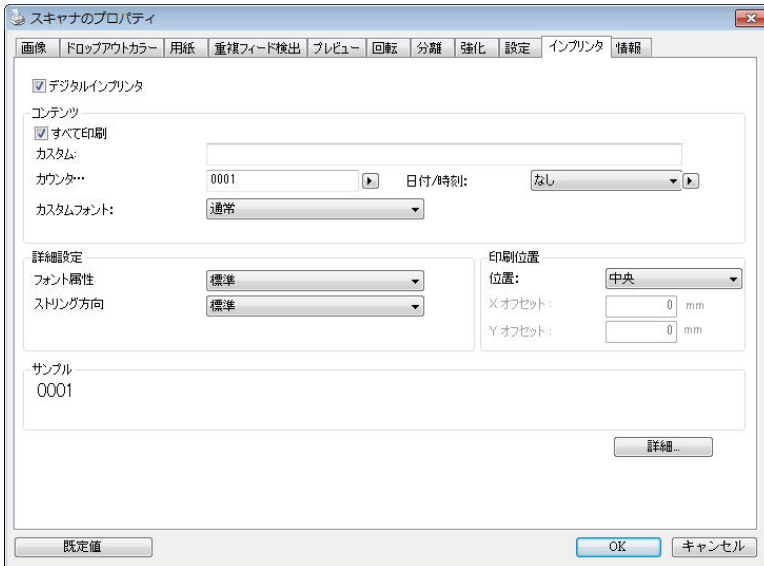 スキャナのプロパティ
画像 ドロップアウトカラー 用紙 重複フィード検出 プレビュー 回転 分離 強化 設定 インプリンタ 情報
デジタルインプリンタ
コンテンツ
すべて印刷
カスタム:
カウンタ… 0001 日付/時刻: なし
カスタムフォント: 通常
詳細設定 印刷位置
フォント属性 標準 位置: 中央
ストリング方向 標準 X オフセット: 0 mm
Y オフセット: 0 mm
サンプル
0001
詳細...
既定値 OK キャンセル